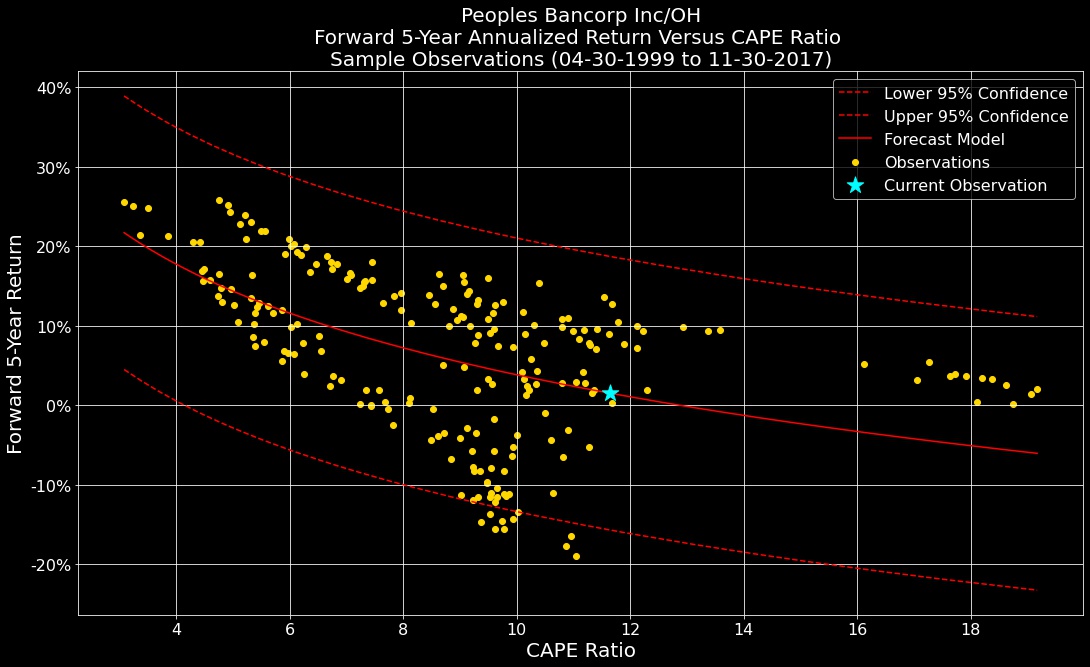 Peoples Bancorp Inc/OH
Forward 5-Year Annualized Return Versus CAPE Ratio
Sample Observations (04-30-1999 to 11-30-2017)
Lower 95% Confidence
Upper 95% Confidence
Forecast Model
Observations
Current Observation
Forward 5-Year Return
40%
30%
20%
10%
0%
-10%
-20%
4 6 8 10 12 14 16 18
CAPE Ratio